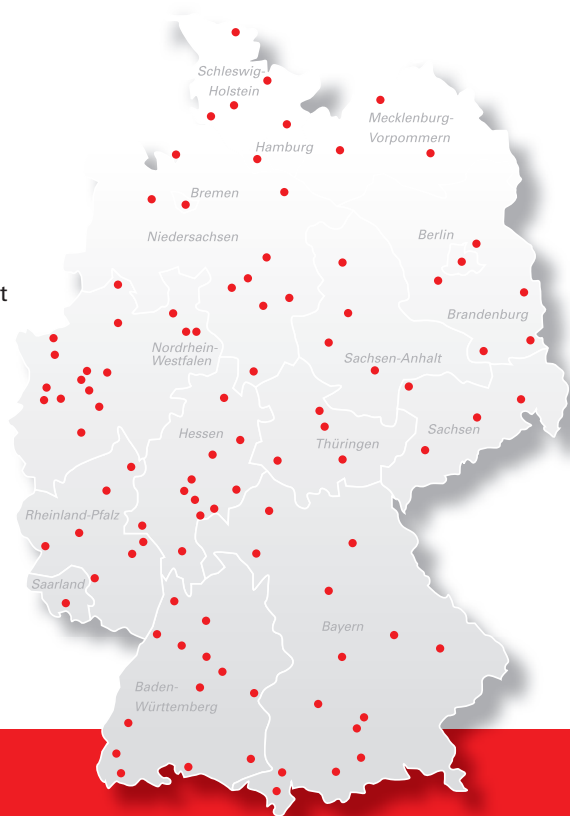 Schleswig-
Holstein
Mecklenburg-
Vorpommern
Hamburg
Bremen
Niedersachsen
Berlin
t
Brandenburg
Nordrhein-
Westfalen
Sachsen-Anhalt
Hessen
Thüringen
Sachsen
Rheinland-Pfalz
Saarland
Bayern
Baden-
Württemberg